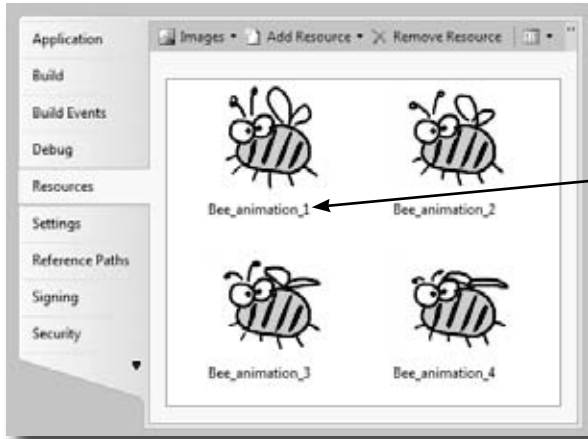 Application
Images Add Resource Remove Resource
Build
Build Events
Debug
Resources
Settings
Reference Paths
Signing
Security
Bee_animation_1 Bee_animation_2
Bee_animation_3 Bee_animation_4